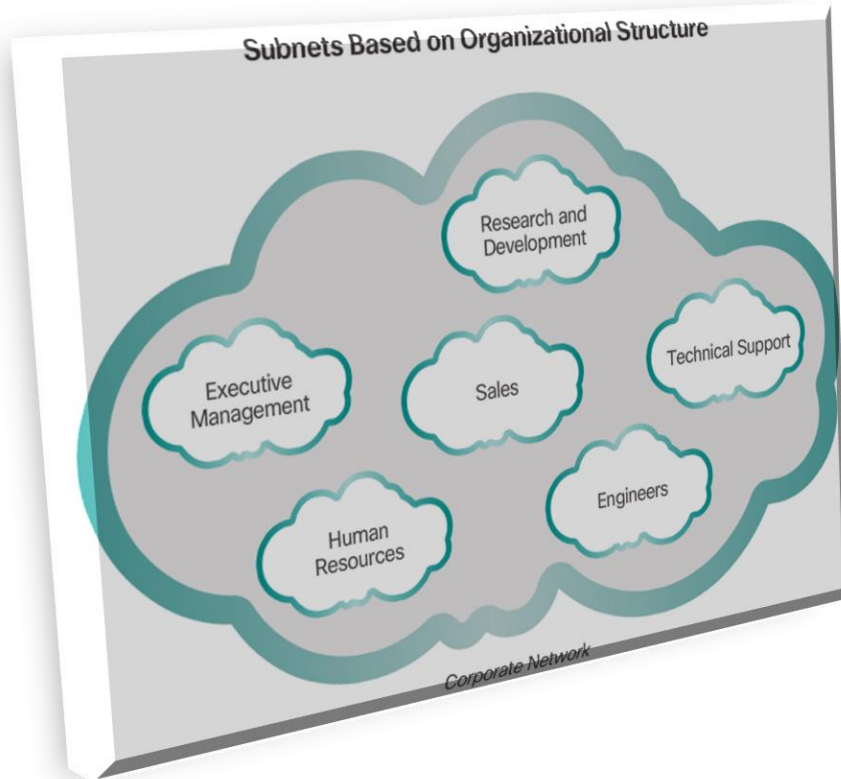 Subnets Based on Organizational Structure
Research and
Development
Technical Support
Executive
Management
Sales
Engineers
Human
Resources
Corporate Network